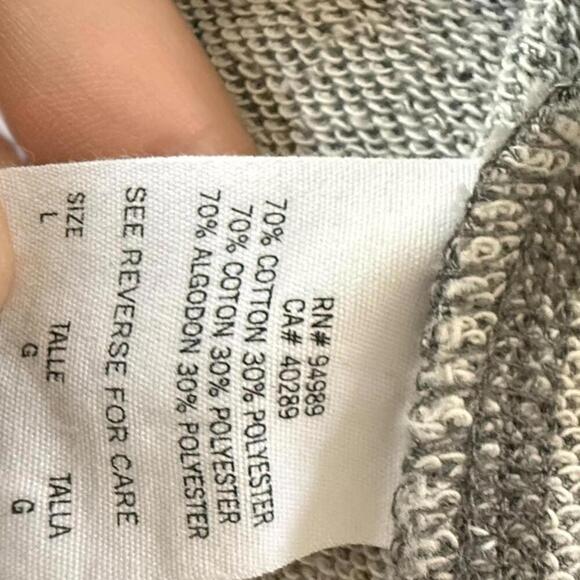 RN# 94989
CA# 40289
70% COTTON 30% POLYESTER
70% COTON 30% POLYESTER
70% ALGODON 30% POLYESTER
SEE REVERSE FOR CARE
SIZE TALLE TALLA
L G G